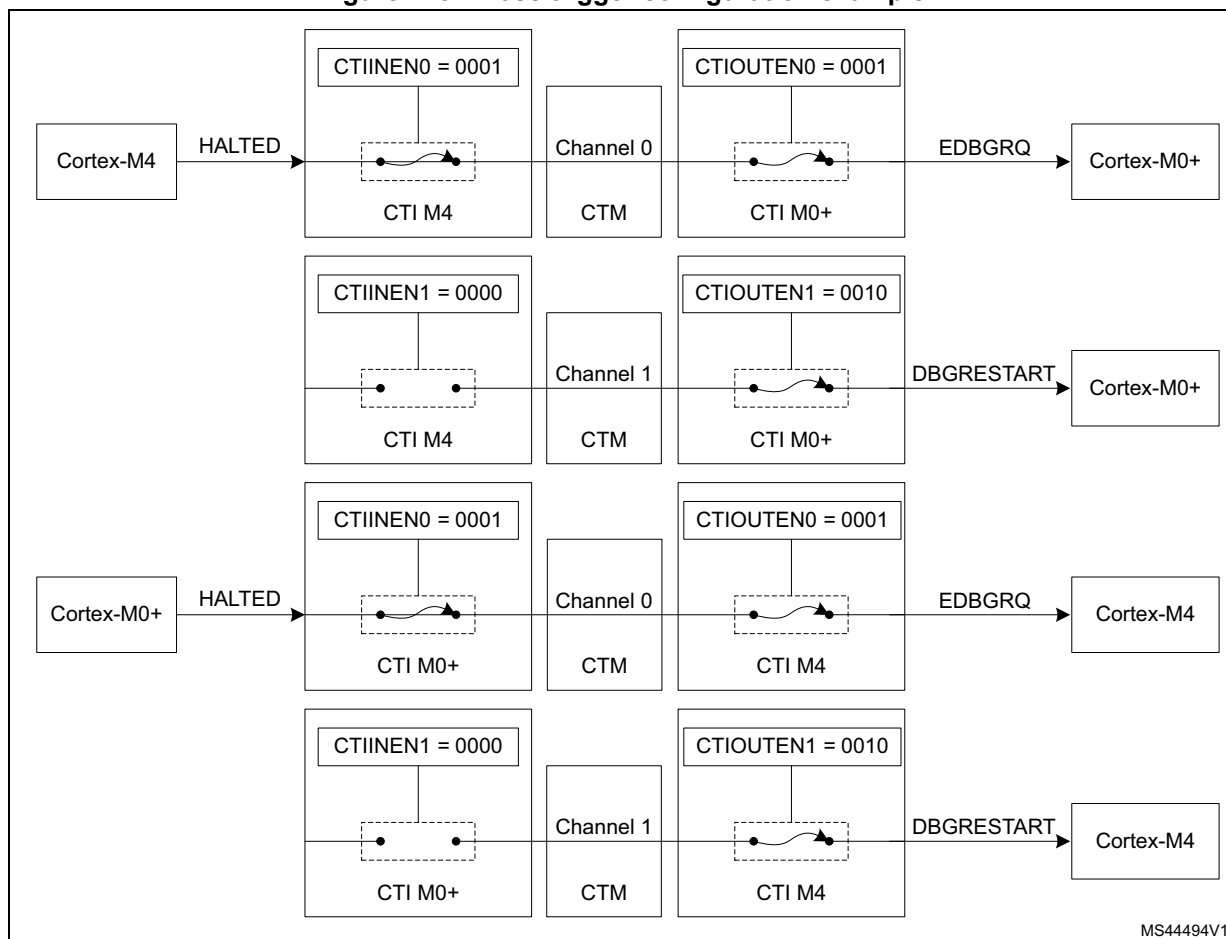 CTIINEN0 = 0001
CTIOUTEN0 = 0001
Cortex-M4
HALTED
Channel 0
EDBGRQ
Cortex-M0+
CTI M4
CTM
CTI M0+
CTIINEN1 = 0000
CTIOUTEN1 = 0010
Channel 1
DBGRESTART
Cortex-M0+
CTI M4
CTM
CTI M0+
CTIINEN0 = 0001
CTIOUTEN0 = 0001
Cortex-M0+
HALTED
Channel 0
EDBGRQ
Cortex-M4
CTI M0+
CTM
CTI M4
CTIINEN1 = 0000
CTIOUTEN1 = 0010
Channel 1
DBGRESTART
Cortex-M4
CTI M0+
CTM
CTI M4
MS44494V1